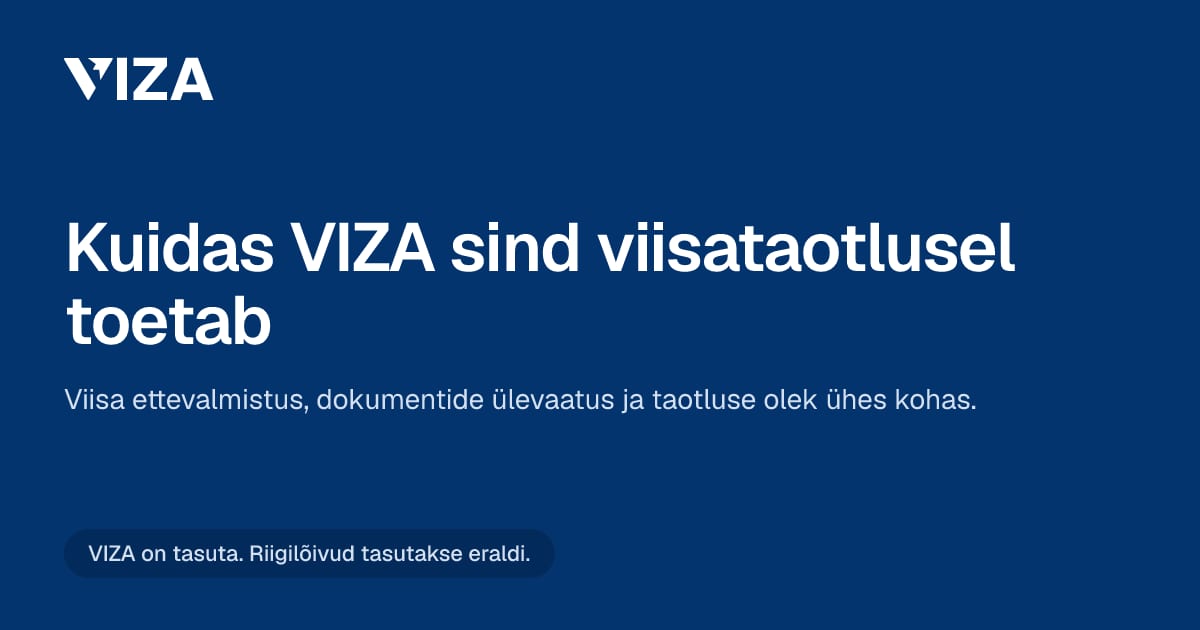 VIZA
Kuidas VIZA sind viisataotlusel
toetab
Viisa ettevalmistus, dokumentide ülevaatus ja taotluse olek ühes kohas.
VIZA on tasuta. Riigilõivud tasutakse eraldi.